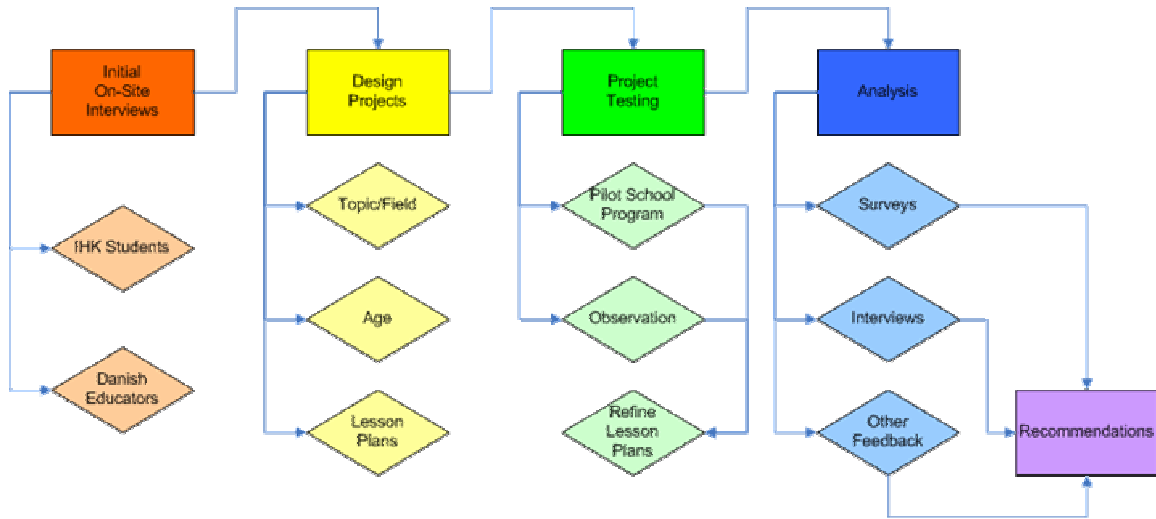 Initial
On-Site
Interviews
Design
Projects
Project
Testing
Analysis
IHK Students
Danish
Educators
Topic/Field
Age
Lesson
Plans
Pilot School
Program
Observation
Refine
Lesson
Plans
Surveys
Interviews
Other
Feedback
Recommendations